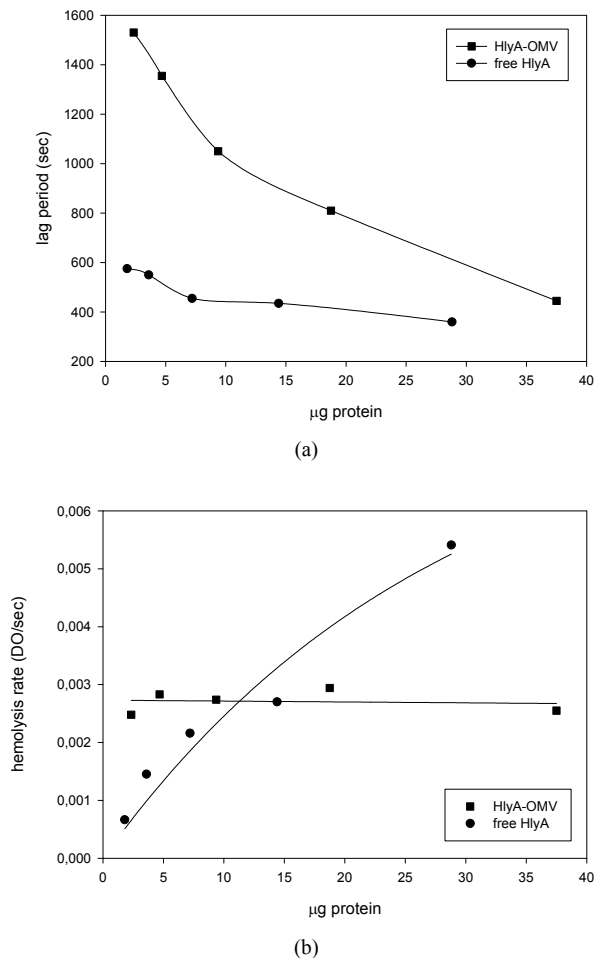 1600
1400
1200
1000
800
600
400
200
lag period (sec)
HlyA-OMV
free HlyA
0 5 10 15 20 25 30 35 40
μg protein
(a)
0,006
0,005
0,004
0,003
0,002
0,001
0,000
hemolysis rate (DO/sec)
HlyA-OMV
free HlyA
0 5 10 15 20 25 30 35 40
μg protein
(b)